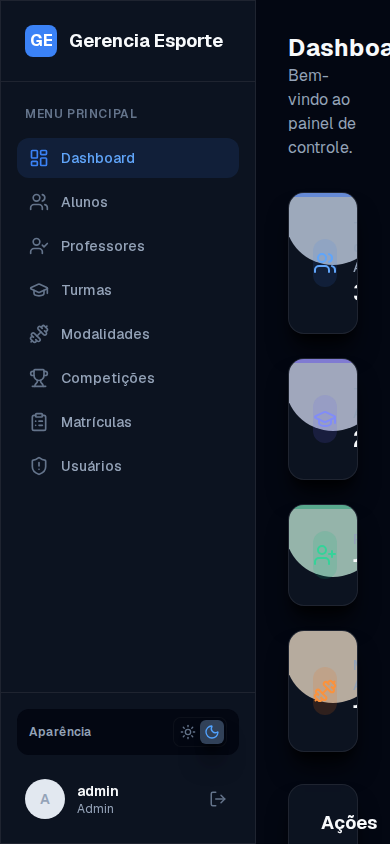 GE Gerencia Esporte
MENU PRINCIPAL
Dashboard
Alunos
Professores
Turmas
Modalidades
Competições
Matrículas
Usuários
Aparência
A
admin
Admin
Dashboa
Bem-
vindo ao
painel de
controle.
Ações